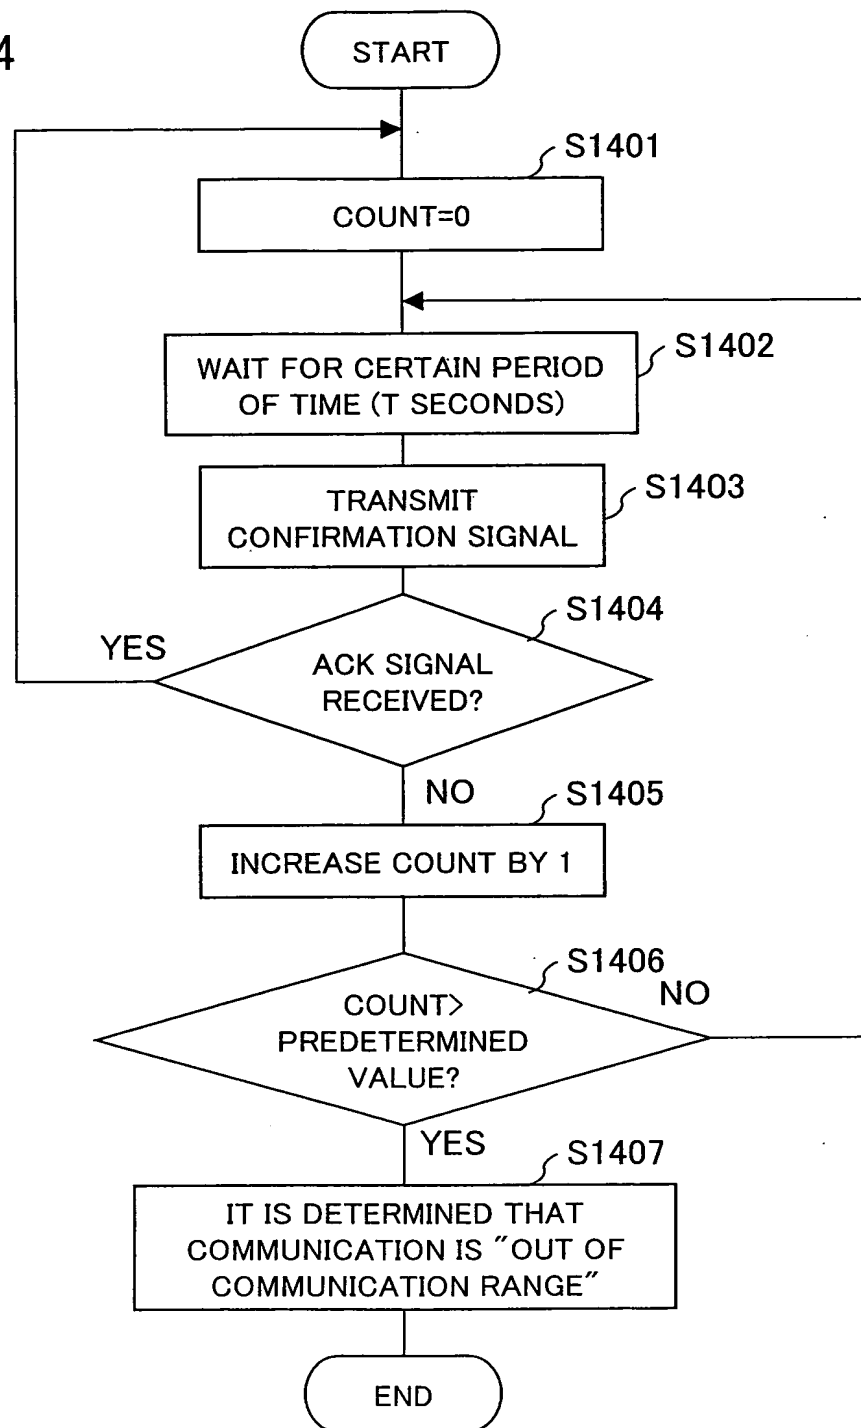 4
START
S1401
COUNT=0
S1402
WAIT FOR CERTAIN PERIOD
OF TIME (T SECONDS)
S1403
TRANSMIT
CONFIRMATION SIGNAL
S1404
YES
ACK SIGNAL
RECEIVED?
NO
S1405
INCREASE COUNT BY 1
S1406
NO
COUNT>
PREDETERMINED
VALUE?
YES
S1407
IT IS DETERMINED THAT
COMMUNICATION IS "OUT OF
COMMUNICATION RANGE"
END